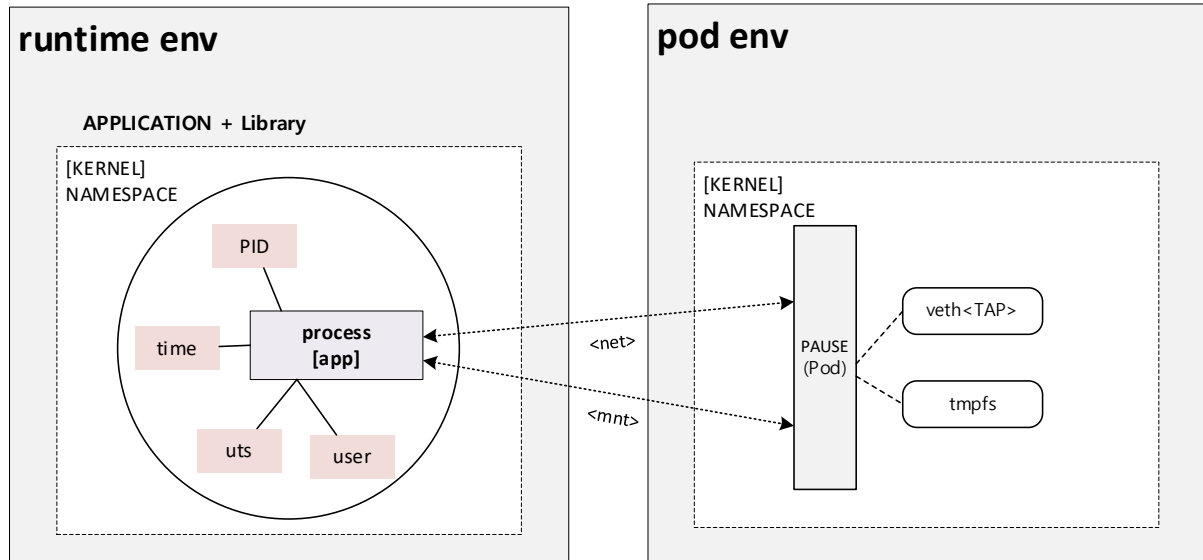 runtime env
APPLICATION + Library
[KERNEL]
NAMESPACE
PID
time
process
[app]
uts
user
<net>
<mnt>
pod env
[KERNEL]
NAMESPACE
PAUSE
(Pod)
veth<TAP>
tmpfs